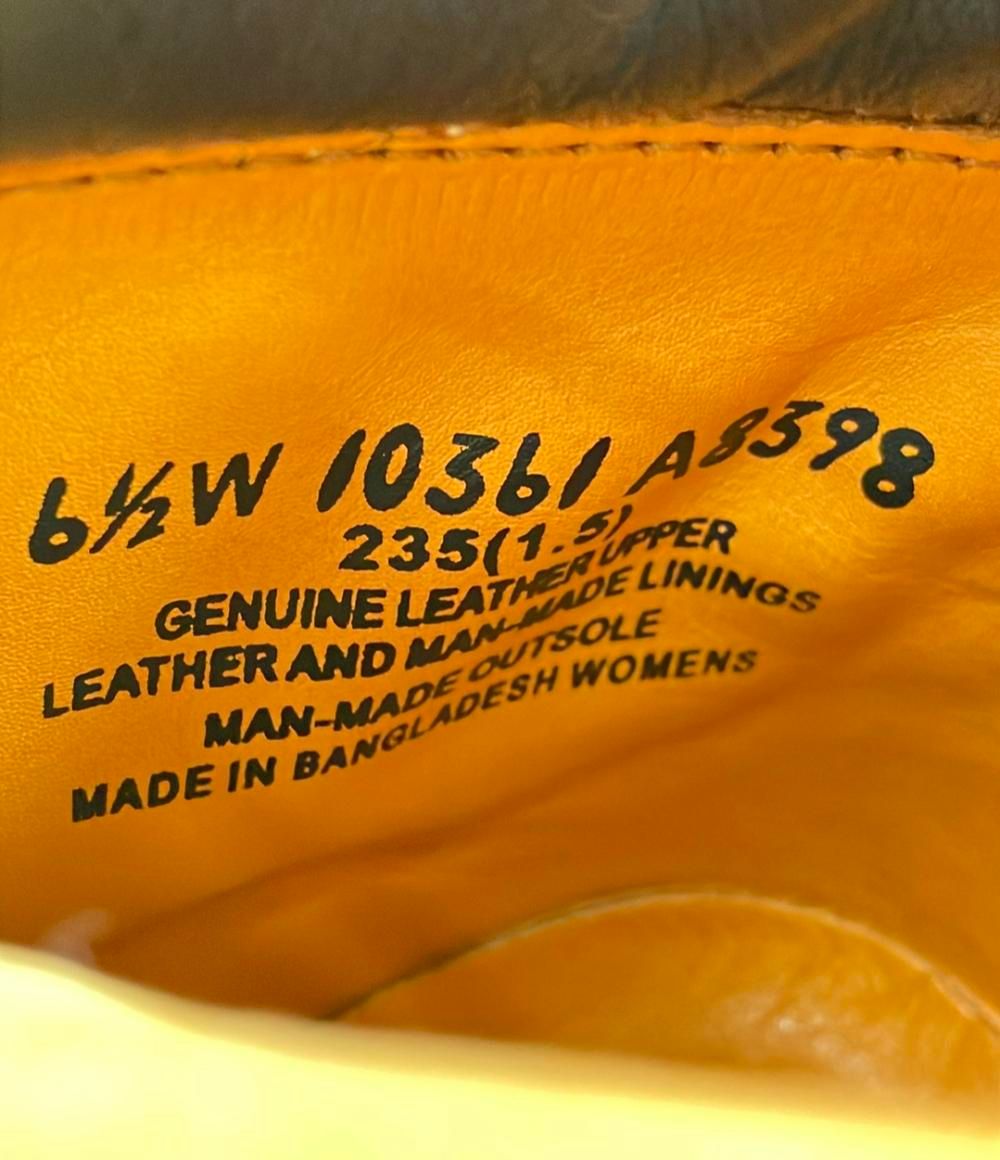 6½W 10361 A8398
235(1.5)
GENUINE LEATHER UPPER
LEATHER AND MAN-MADE LININGS
MAN-MADE OUTSOLE
MADE IN BANGLADESH WOMENS